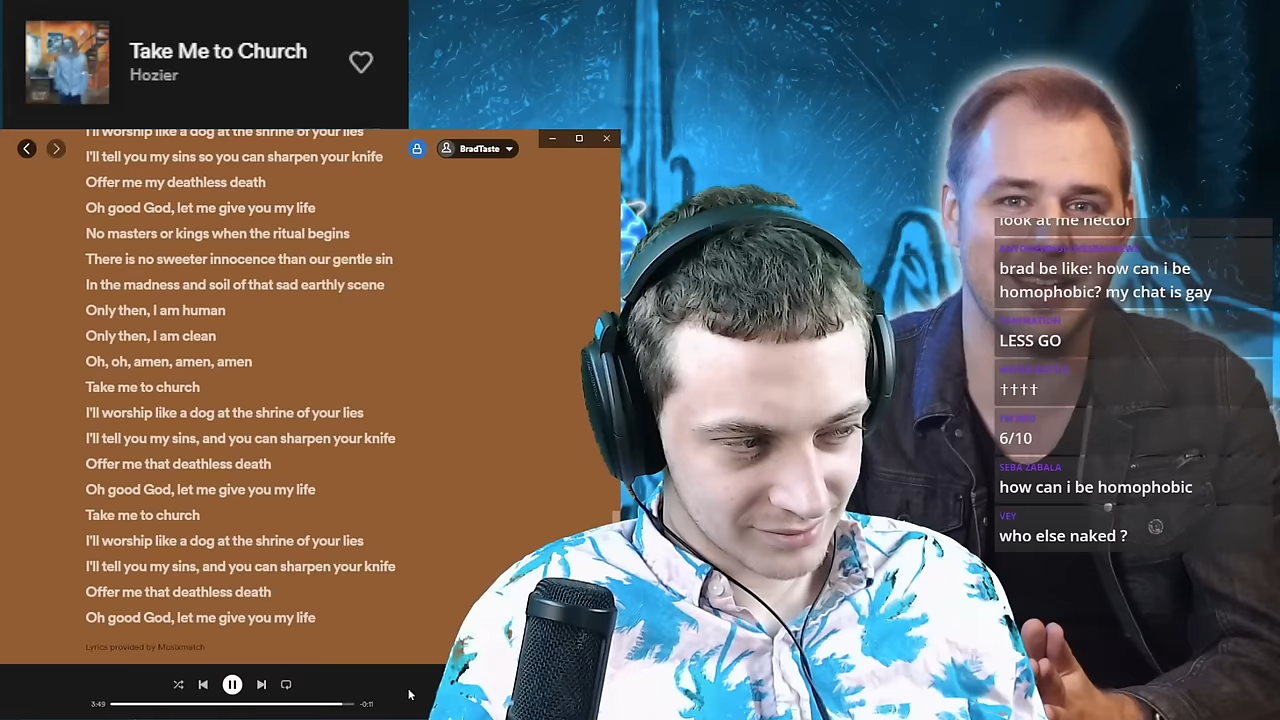 Take Me to Church
Hozier
I'll worship like a dog at the shrine of your lies
BradTaste
I'll tell you my sins so you can sharpen your knife
Offer me my deathless death
Oh good God, let me give you my life
No masters or kings when the ritual begins
There is no sweeter innocence than our gentle sin
In the madness and soil of that sad earthly scene
Only then, I am human
Only then, I am clean
Oh, oh, amen, amen, amen
Take me to church
I'll worship like a dog at the shrine of your lies
I'll tell you my sins, and you can sharpen your knife
Offer me that deathless death
Oh good God, let me give you my life
Take me to church
I'll worship like a dog at the shrine of your lies
I'll tell you my sins, and you can sharpen your knife
Offer me that deathless death
Oh good God, let me give you my life
Lyrics provided by Musixmatch
3:49
-0:11
look at me hector
brad be like: how can i be
homophobic? my chat is gay
LESS GO
††††
6/10
SEBA ZABALA
how can i be homophobic
VEY
who else naked ?